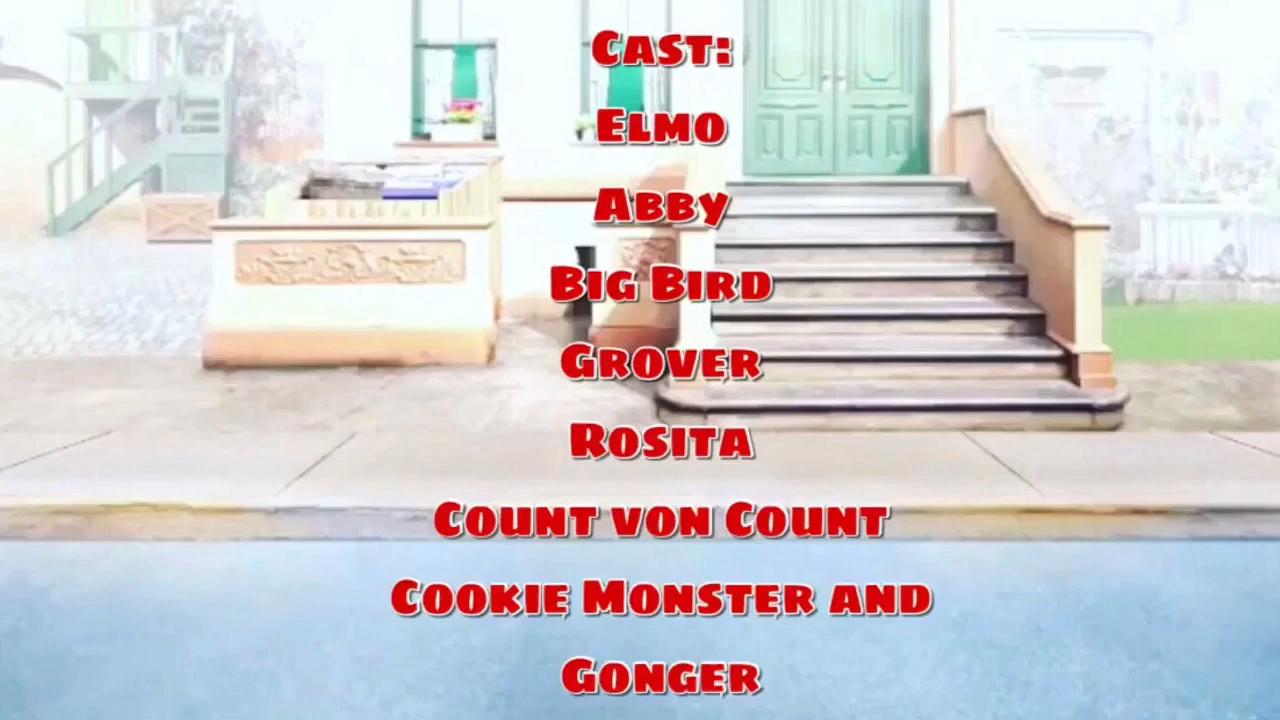 Cast:
Elmo
Abby
Big Bird
Grover
Rosita
Count von Count
Cookie Monster and
Gonger